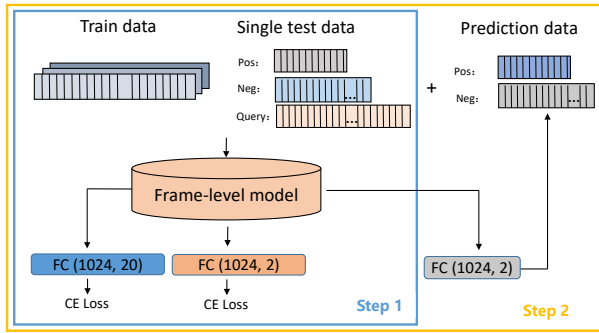 Train data
Single test data
Prediction data
Pos:
Neg:
...
Query:
...
+
Pos:
Neg:
...
Frame-level model
FC (1024, 20)
FC (1024, 2)
FC (1024, 2)
CE Loss
CE Loss
Step 1
Step 2